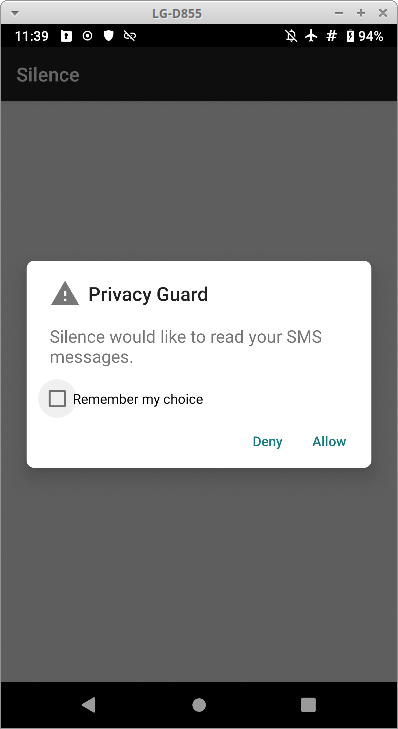 LG-D855
11:39 # 94%
Silence
Privacy Guard
Silence would like to read your SMS
messages.
Remember my choice
Deny Allow